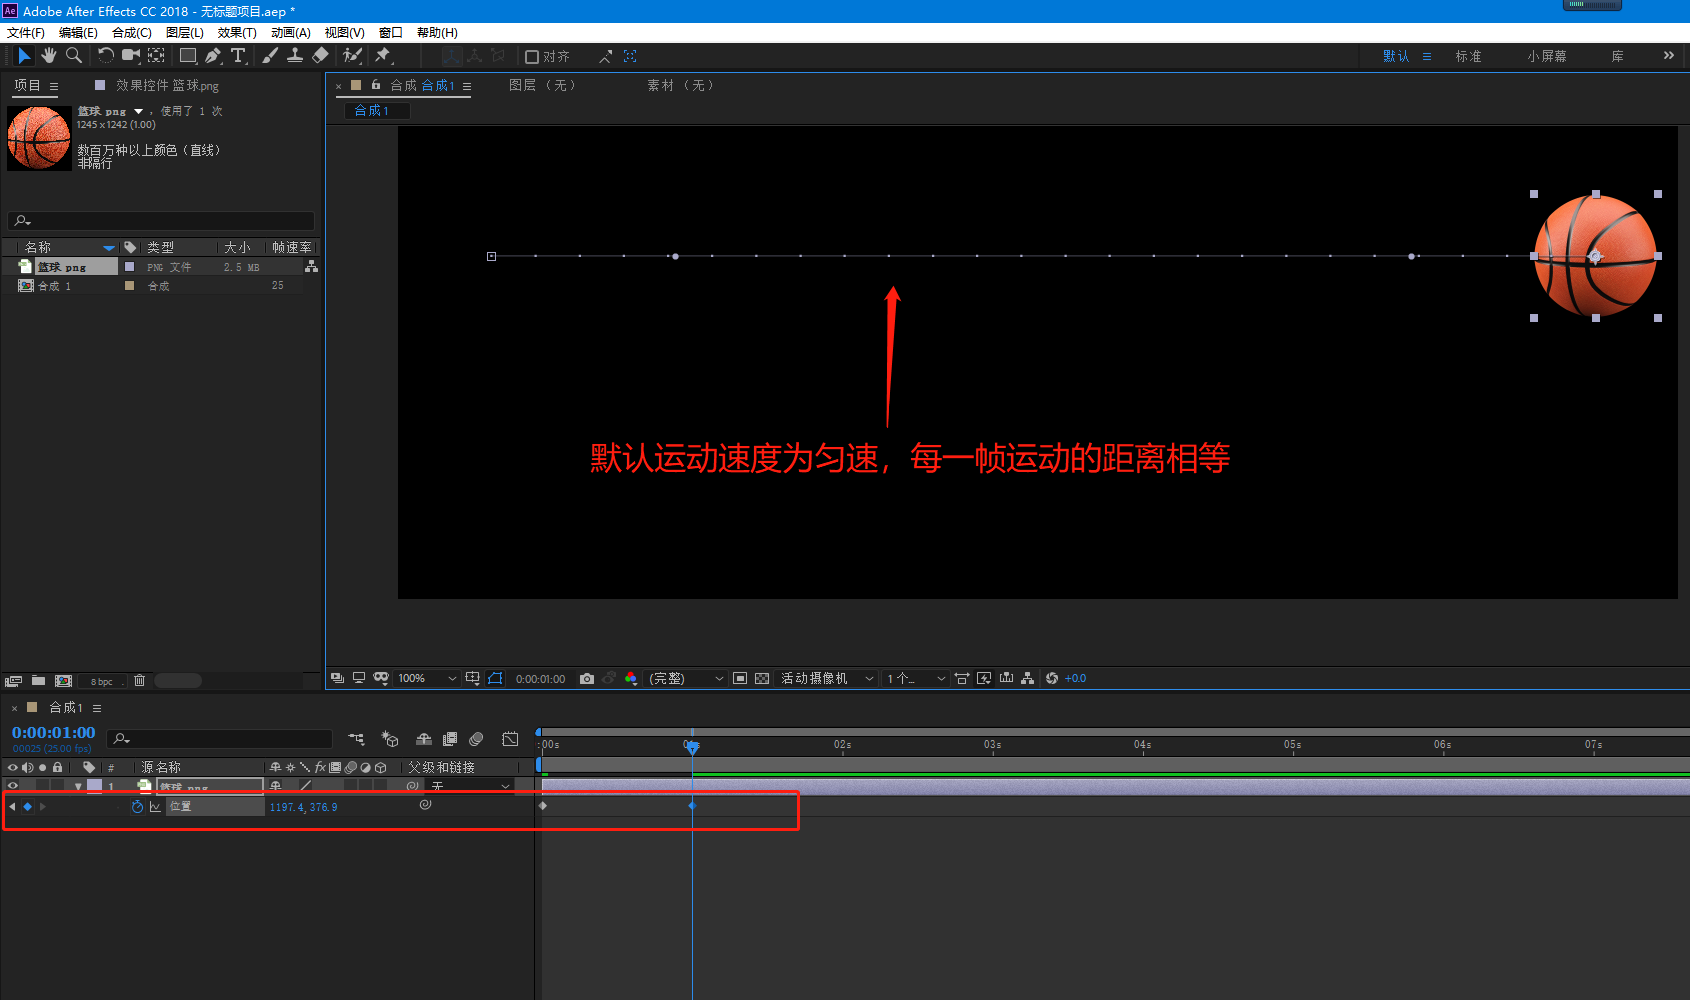 Ae Adobe After Effects CC 2018 - 无标题项目.aep *
文件(F) 编辑(E) 合成(C) 图层(L) 效果(T) 动画(A) 视图(V) 窗口 帮助(H)
对齐 默认 标准 小屏幕 库 »
项目 效果控件 篮球.png × 合成 合成1 图层 (无) 素材 (无)
合成1
篮球.png , 使用了 1 次
1245 x 1242 (1.00)
数百万种以上颜色 (直线)
非隔行
名称 类型 大小 帧速率
篮球.png PNG 文件 2.5 MB
合成 1 合成 25
默认运动速度为匀速，每一帧运动的距离相等
8 bpc 100% 0:00:01:00 (完整) 活动摄像机 1 个... +0.0
× 合成1
0:00:01:00
00025 (25.00 fps)
:00s 02s 03s 04s 05s 06s 07s
# 源名称 fx 父级和链接
1 篮球.png 无
位置 1197.4, 376.9